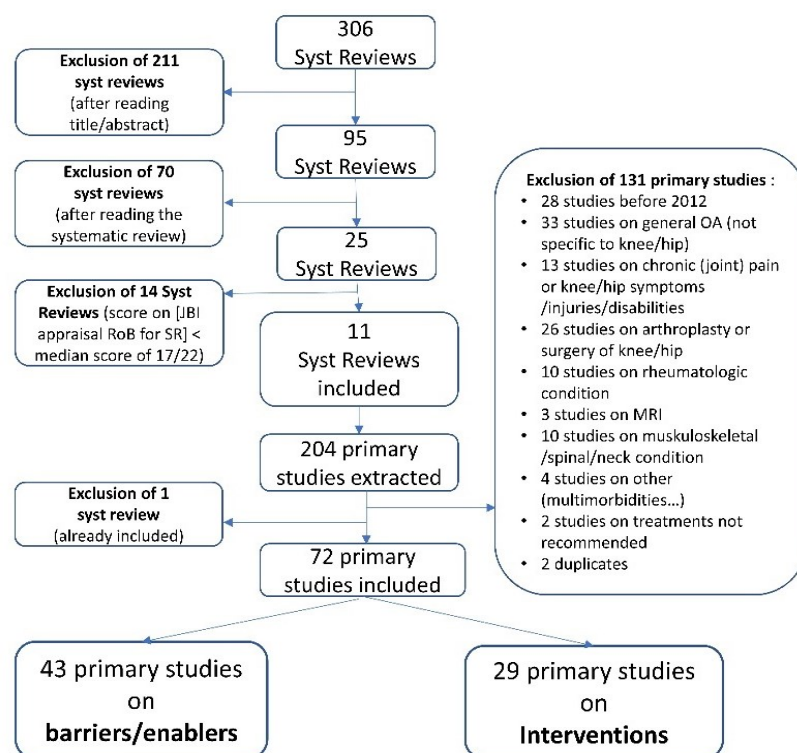 306
Syst Reviews
Exclusion of 211
syst reviews
(after reading
title/abstract)
95
Syst Reviews
Exclusion of 70
syst reviews
(after reading the
systematic review)
25
Syst Reviews
Exclusion of 14 Syst
Reviews (score on [JBI
appraisal RoB for SR] <
median score of 17/22)
11
Syst Reviews
included
204 primary
studies extracted
Exclusion of 131 primary studies :
• 28 studies before 2012
• 33 studies on general OA (not
specific to knee/hip)
• 13 studies on chronic (joint) pain
or knee/hip symptoms
/injuries/disabilities
• 26 studies on arthroplasty or
surgery of knee/hip
• 10 studies on rheumatologic
condition
• 3 studies on MRI
• 10 studies on muskuloskeletal
/spinal/neck condition
• 4 studies on other
(multimorbidities...)
• 2 studies on treatments not
recommended
• 2 duplicates
Exclusion of 1
syst review
(already included)
72 primary
studies included
43 primary studies
on
barriers/enablers
29 primary studies
on
Interventions